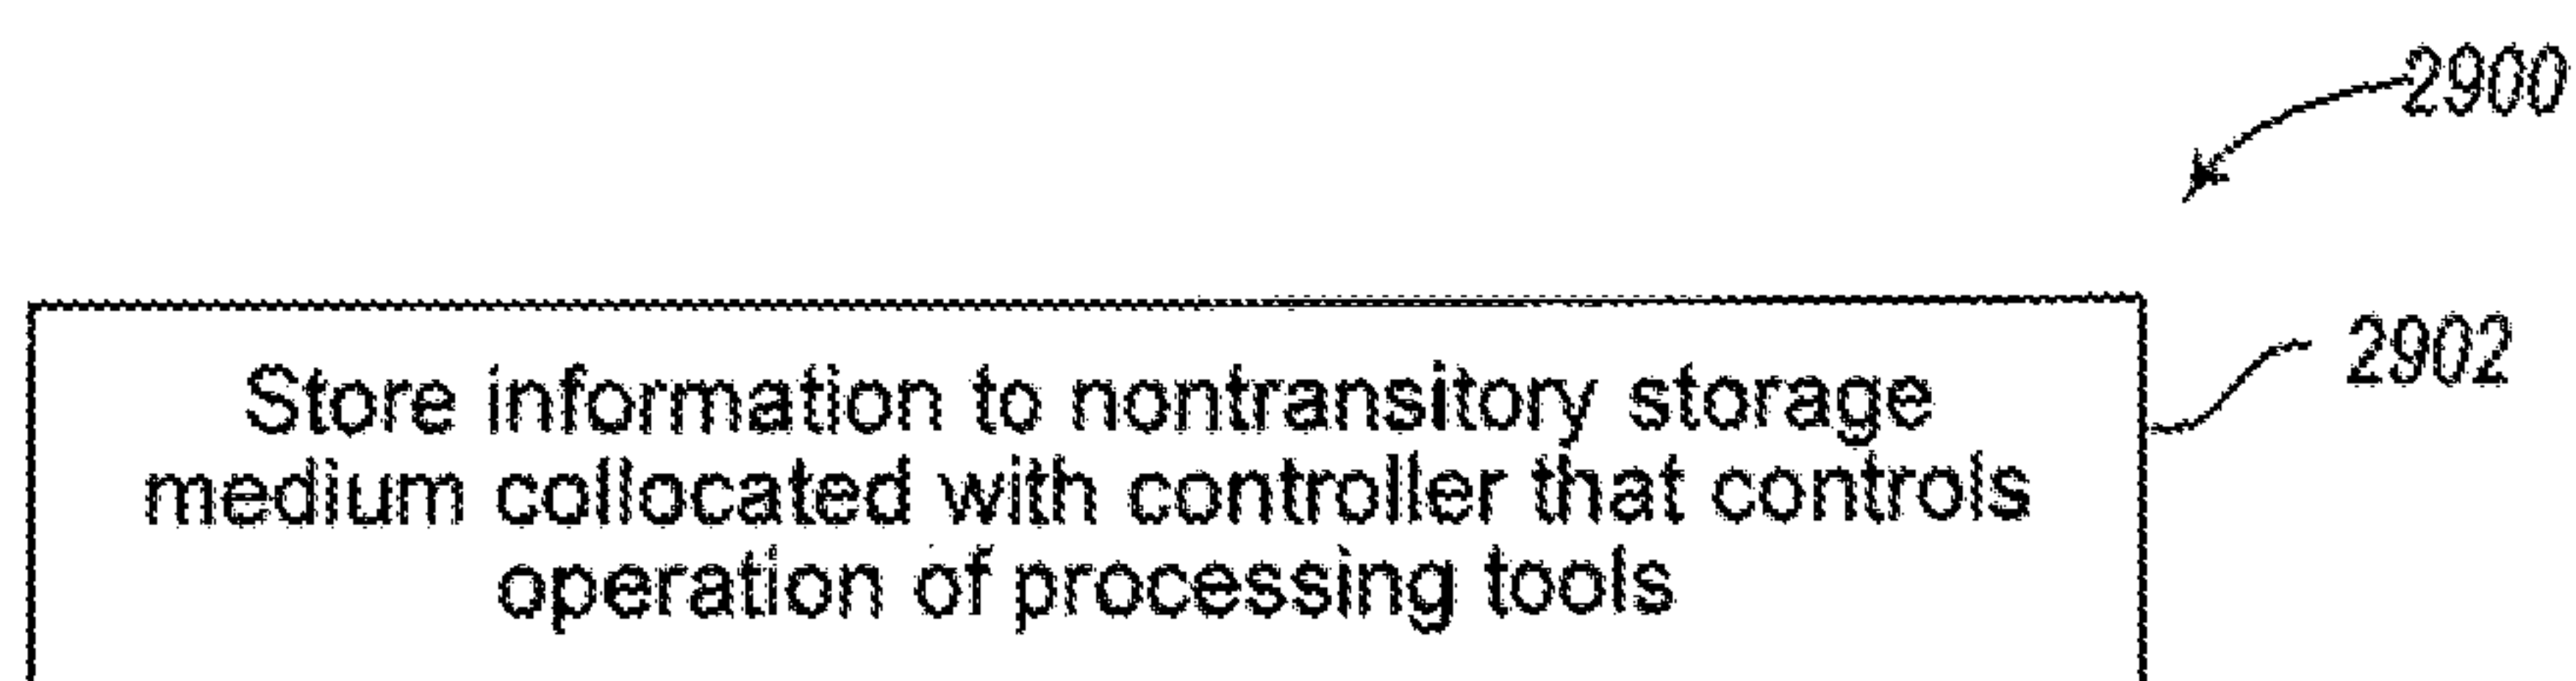 2900
Store information to nontransitory storage
2902
medium collocated with controller that controls
operation of processing tools